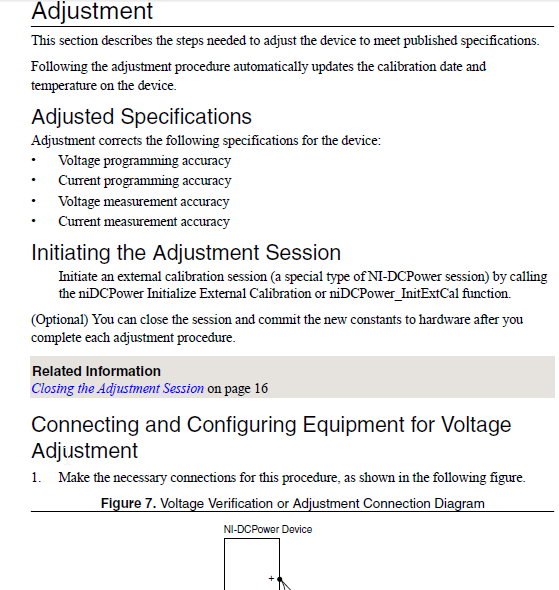 Adjustment
This section describes the steps needed to adjust the device to meet published specifications.
Following the adjustment procedure automatically updates the calibration date and
temperature on the device.
Adjusted Specifications
Adjustment corrects the following specifications for the device:
• Voltage programming accuracy
• Current programming accuracy
• Voltage measurement accuracy
• Current measurement accuracy
Initiating the Adjustment Session
Initiate an external calibration session (a special type of NI-DCPower session) by calling
the niDCPower Initialize External Calibration or niDCPower_InitExtCal function.
(Optional) You can close the session and commit the new constants to hardware after you
complete each adjustment procedure.
Related Information
Closing the Adjustment Session on page 16
Connecting and Configuring Equipment for Voltage
Adjustment
1. Make the necessary connections for this procedure, as shown in the following figure.
Figure 7. Voltage Verification or Adjustment Connection Diagram
NI-DCPower Device
+